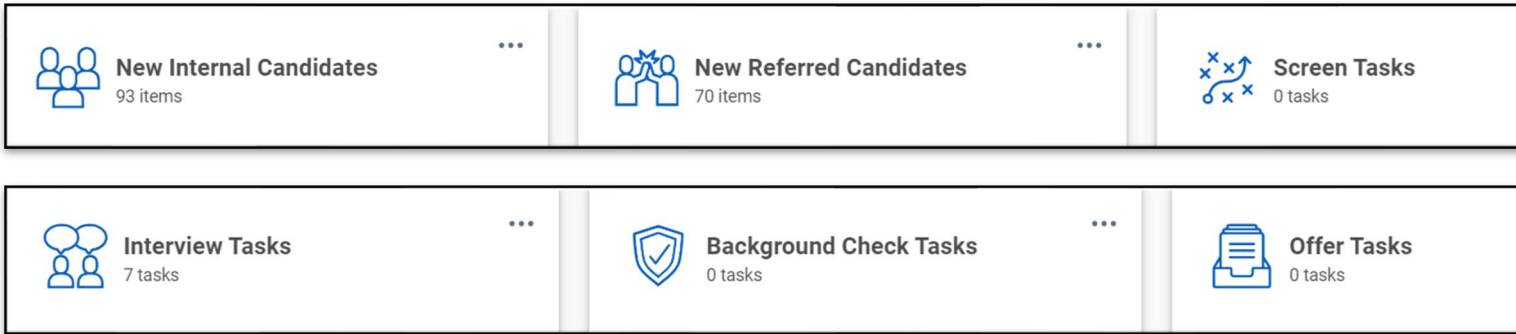 New Internal Candidates
93 items
New Referred Candidates
70 items
Screen Tasks
0 tasks
Interview Tasks
7 tasks
Background Check Tasks
0 tasks
Offer Tasks
0 tasks